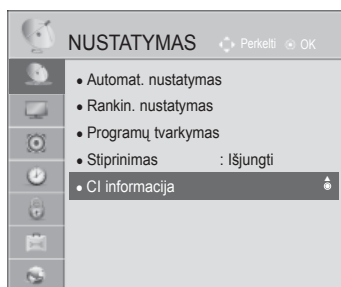 NUSTATYMAS Perkelti OK
• Automat. nustatymas
• Rankin. nustatymas
• Programų tvarkymas
• Stiprinimas : Išjungti
• CI informacija